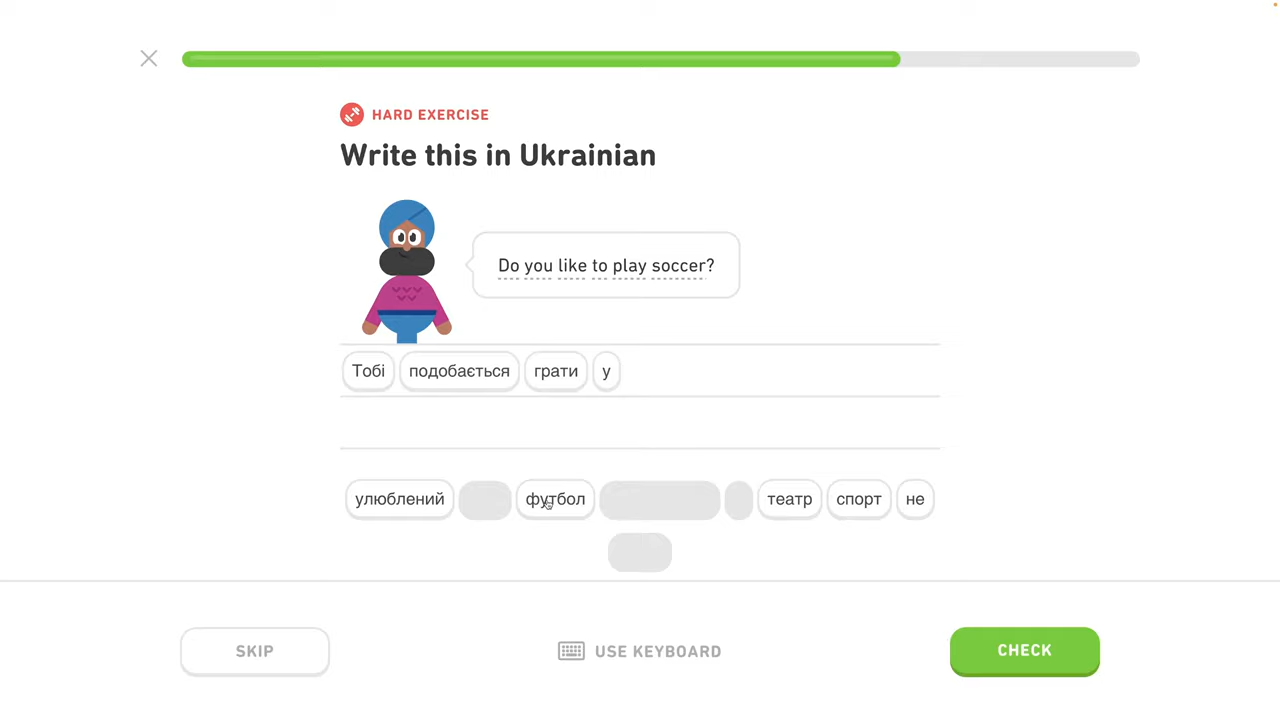 HARD EXERCISE
Write this in Ukrainian
Do you like to play soccer?
Тобі подобається грати у
улюблений футбол театр спорт не
SKIP USE KEYBOARD CHECK